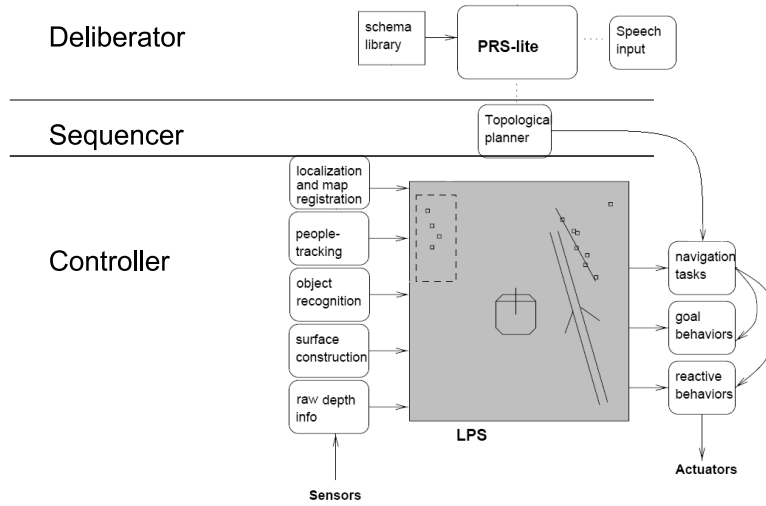 Deliberator
schema
library
PRS-lite
Speech
input
Sequencer
Topological
planner
Controller
localization
and map
registration
people-
tracking
object
recognition
surface
construction
raw depth
info
navigation
tasks
goal
behaviors
reactive
behaviors
LPS
Sensors
Actuators